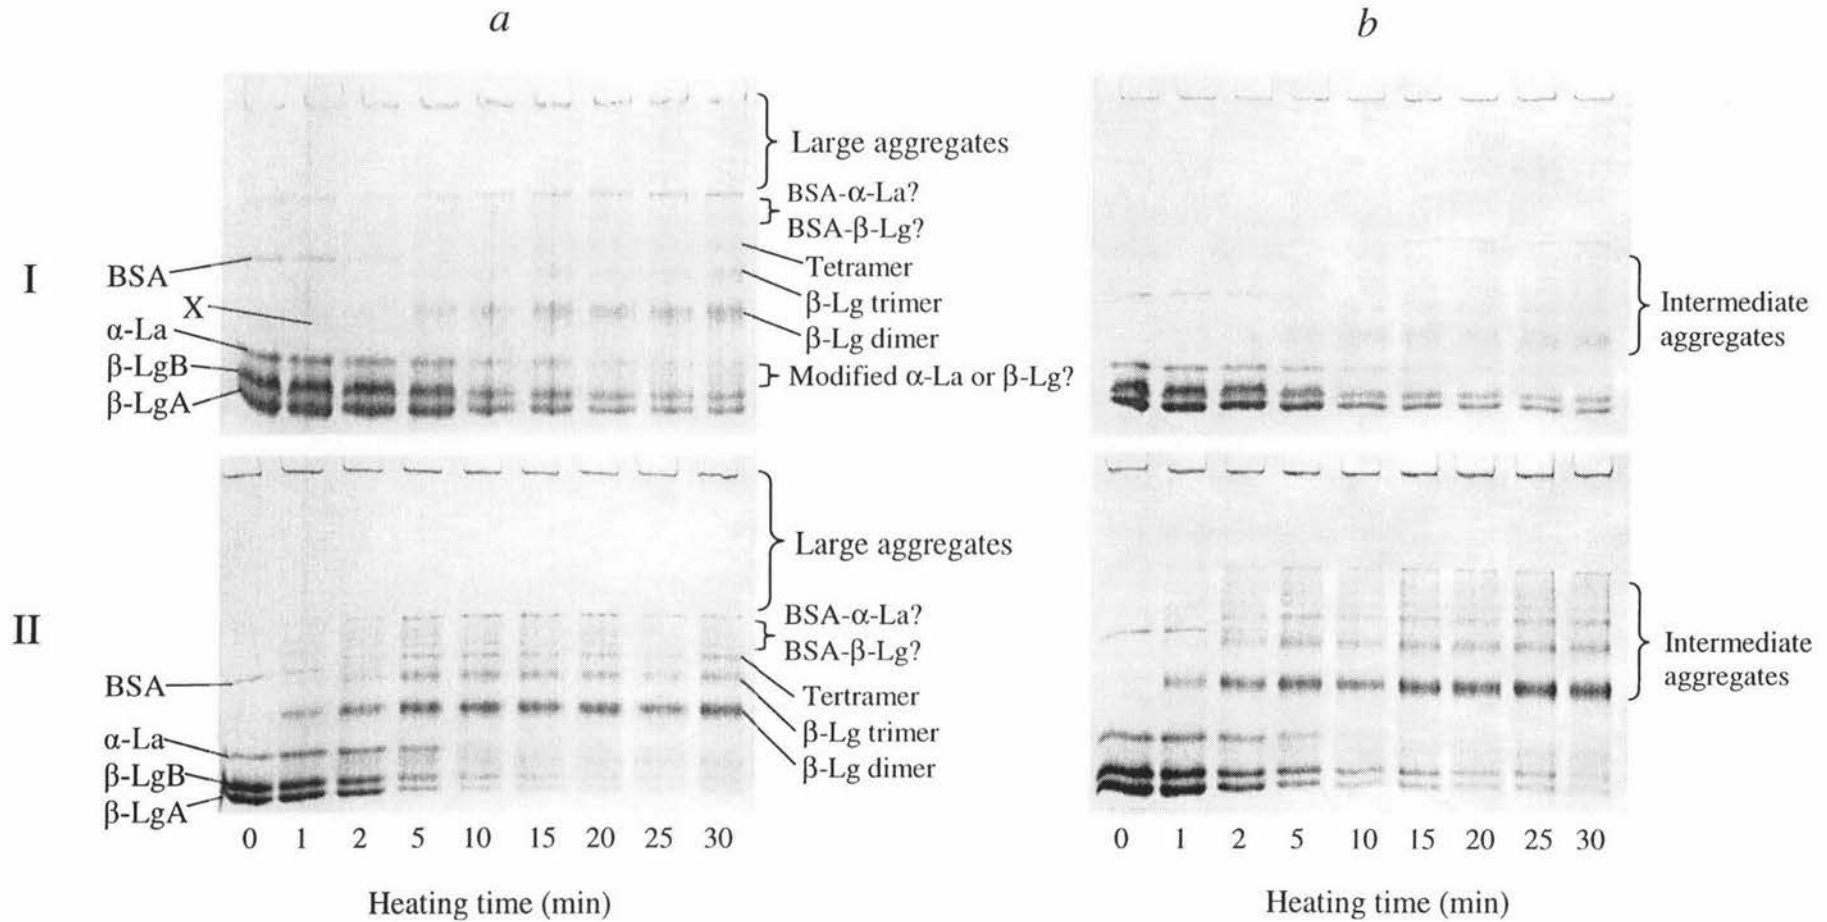 a
b
Large aggregates
BSA-α-La?
BSA-β-Lg?
Tetramer
β-Lg trimer
β-Lg dimer
Modified α-La or β-Lg?
I
BSA
X
α-La
β-LgB
β-LgA
Intermediate
aggregates
Large aggregates
BSA-α-La?
BSA-β-Lg?
Tertramer
β-Lg trimer
β-Lg dimer
II
BSA
α-La
β-LgB
β-LgA
Intermediate
aggregates
0 1 2 5 10 15 20 25 30
0 1 2 5 10 15 20 25 30
Heating time (min)
Heating time (min)